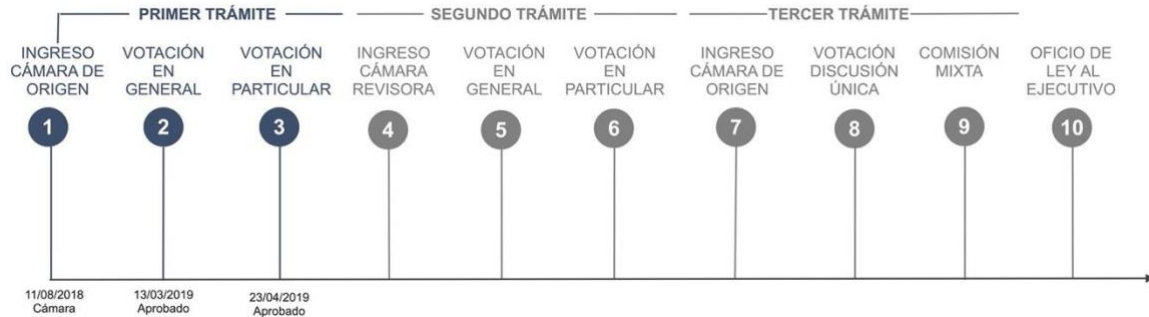 PRIMER TRÁMITE
SEGUNDO TRÁMITE
TERCER TRÁMITE
INGRESO
CÁMARA DE
ORIGEN
VOTACIÓN
EN
GENERAL
VOTACIÓN
EN
PARTICULAR
INGRESO
CÁMARA
REVISORA
VOTACIÓN
EN
GENERAL
VOTACIÓN
EN
PARTICULAR
INGRESO
CÁMARA DE
ORIGEN
VOTACIÓN
DISCUSIÓN
ÚNICA
COMISIÓN
MIXTA
OFICIO DE
LEY AL
EJECUTIVO
1
2
3
4
5
6
7
8
9
10
11/08/2018
Cámara
13/03/2019
Aprobado
23/04/2019
Aprobado